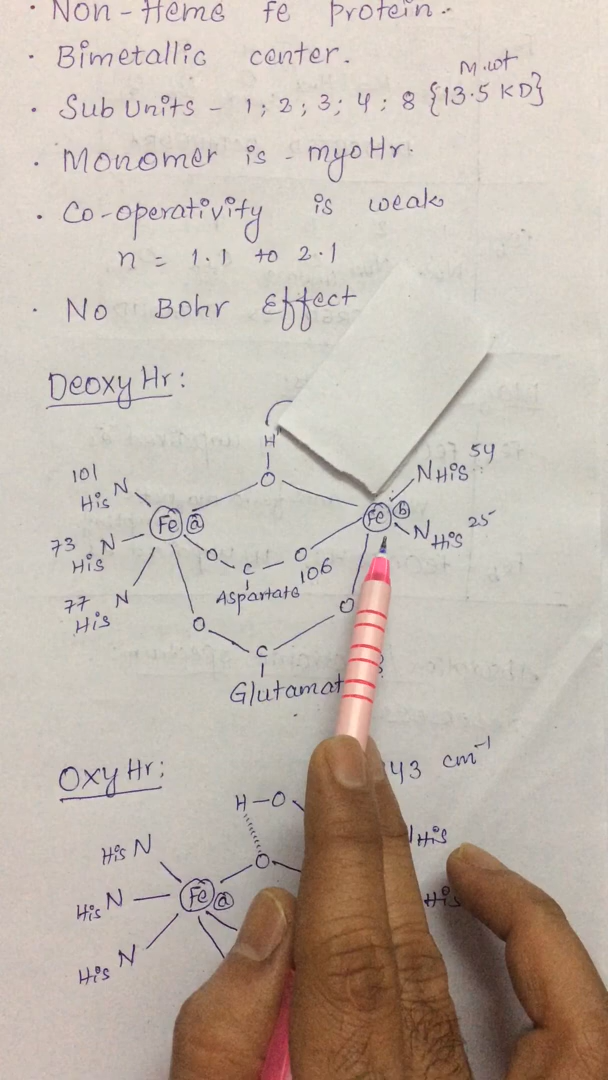 · Non-Heme Fe Protein.
· Bimetallic center.
M.wt
· Sub Units - 1; 2; 3; 4; 8 {13.5 KD}
· Monomer is - myoHr.
· Co-operativity is weak
n = 1.1 to 2.1
· No Bohr Effect
Deoxy Hr:
H
O
101
His N
N His 54
Fe a
Fe b
73
His N
N His 25
O C O
106
Aspartate
77
His N
O
O
C
Glutamat
Oxy Hr:
43 cm⁻¹
H-O
His N
His
O
His N
Fe a
His
His N